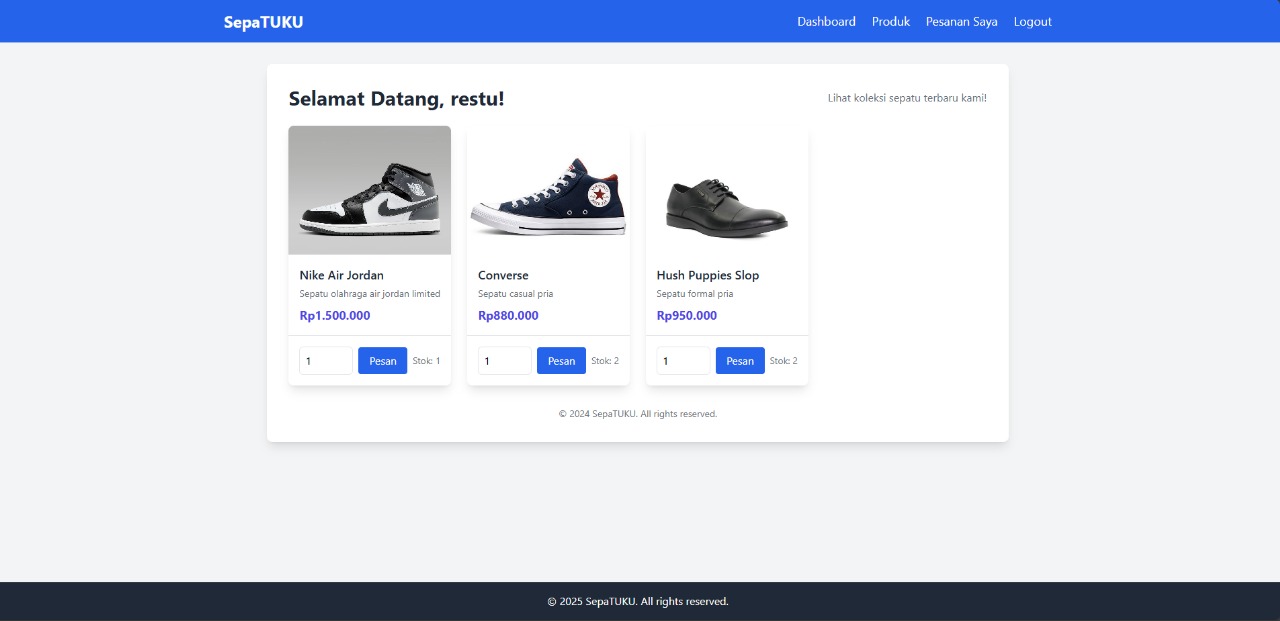 SepaTUKU
Dashboard Produk Pesanan Saya Logout
Selamat Datang, restu!
Lihat koleksi sepatu terbaru kami!
Nike Air Jordan
Sepatu olahraga air jordan limited
Rp1.500.000
1 Pesan Stok: 1
Converse
Sepatu casual pria
Rp880.000
1 Pesan Stok: 2
Hush Puppies Slop
Sepatu formal pria
Rp950.000
1 Pesan Stok: 2
© 2024 SepaTUKU. All rights reserved.
© 2025 SepaTUKU. All rights reserved.